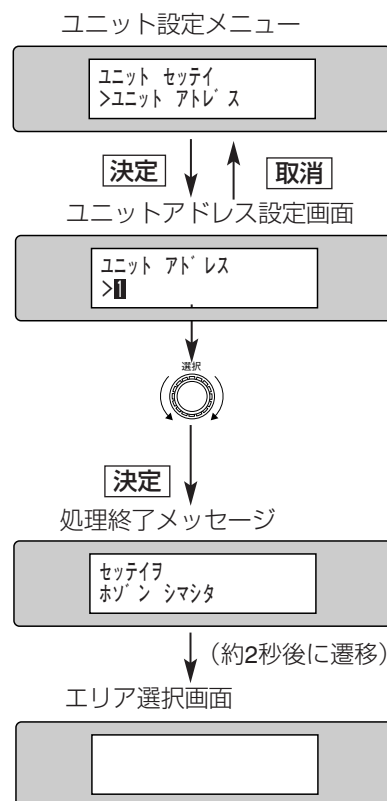 ユニット設定メニュー
ﾕﾆｯﾄ ｾｯﾃｲ
>ﾕﾆｯﾄ ｱﾄﾚﾞｽ
決定 取消
ユニットアドレス設定画面
ﾕﾆｯﾄ ｱﾄﾞﾚｽ
>1
選択
決定
処理終了メッセージ
ｾｯﾃｲｦ
ﾎｿﾞﾝ ｼﾏｼﾀ
（約2秒後に遷移）
エリア選択画面